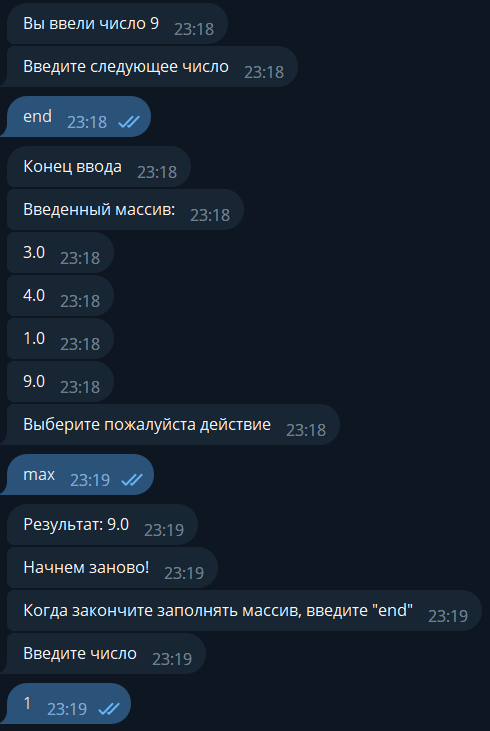 Вы ввели число 9 23:18
Введите следующее число 23:18
end 23:18
Конец ввода 23:18
Введенный массив: 23:18
3.0 23:18
4.0 23:18
1.0 23:18
9.0 23:18
Выберите пожалуйста действие 23:18
max 23:19
Результат: 9.0 23:19
Начнем заново! 23:19
Когда закончите заполнять массив, введите "end" 23:19
Введите число 23:19
1 23:19